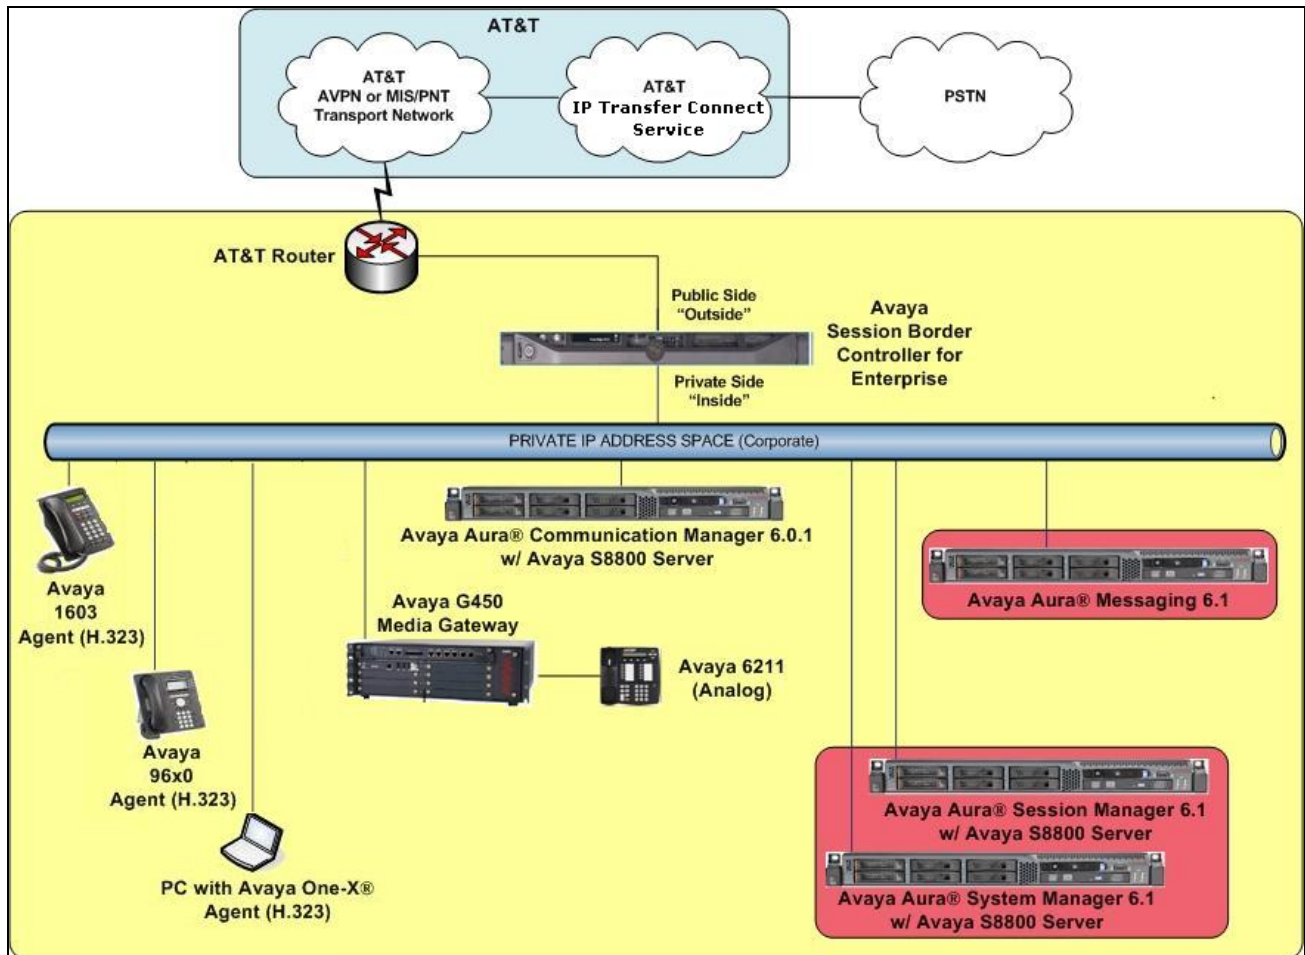 AT&T
AT&T
AVPN or MIS/PNT
Transport Network
AT&T
IP Transfer Connect
Service
PSTN
AT&T Router
Public Side
“Outside”
Avaya
Session Border
Controller for
Enterprise
Private Side
“Inside”
PRIVATE IP ADDRESS SPACE (Corporate)
Avaya
1603
Agent (H.323)
Avaya Aura® Communication Manager 6.0.1
w/ Avaya S8800 Server
Avaya Aura® Messaging 6.1
Avaya G450
Media Gateway
Avaya 6211
(Analog)
Avaya
96x0
Agent (H.323)
Avaya Aura® Session Manager 6.1
w/ Avaya S8800 Server
PC with Avaya One-X®
Agent (H.323)
Avaya Aura® System Manager 6.1
w/ Avaya S8800 Server